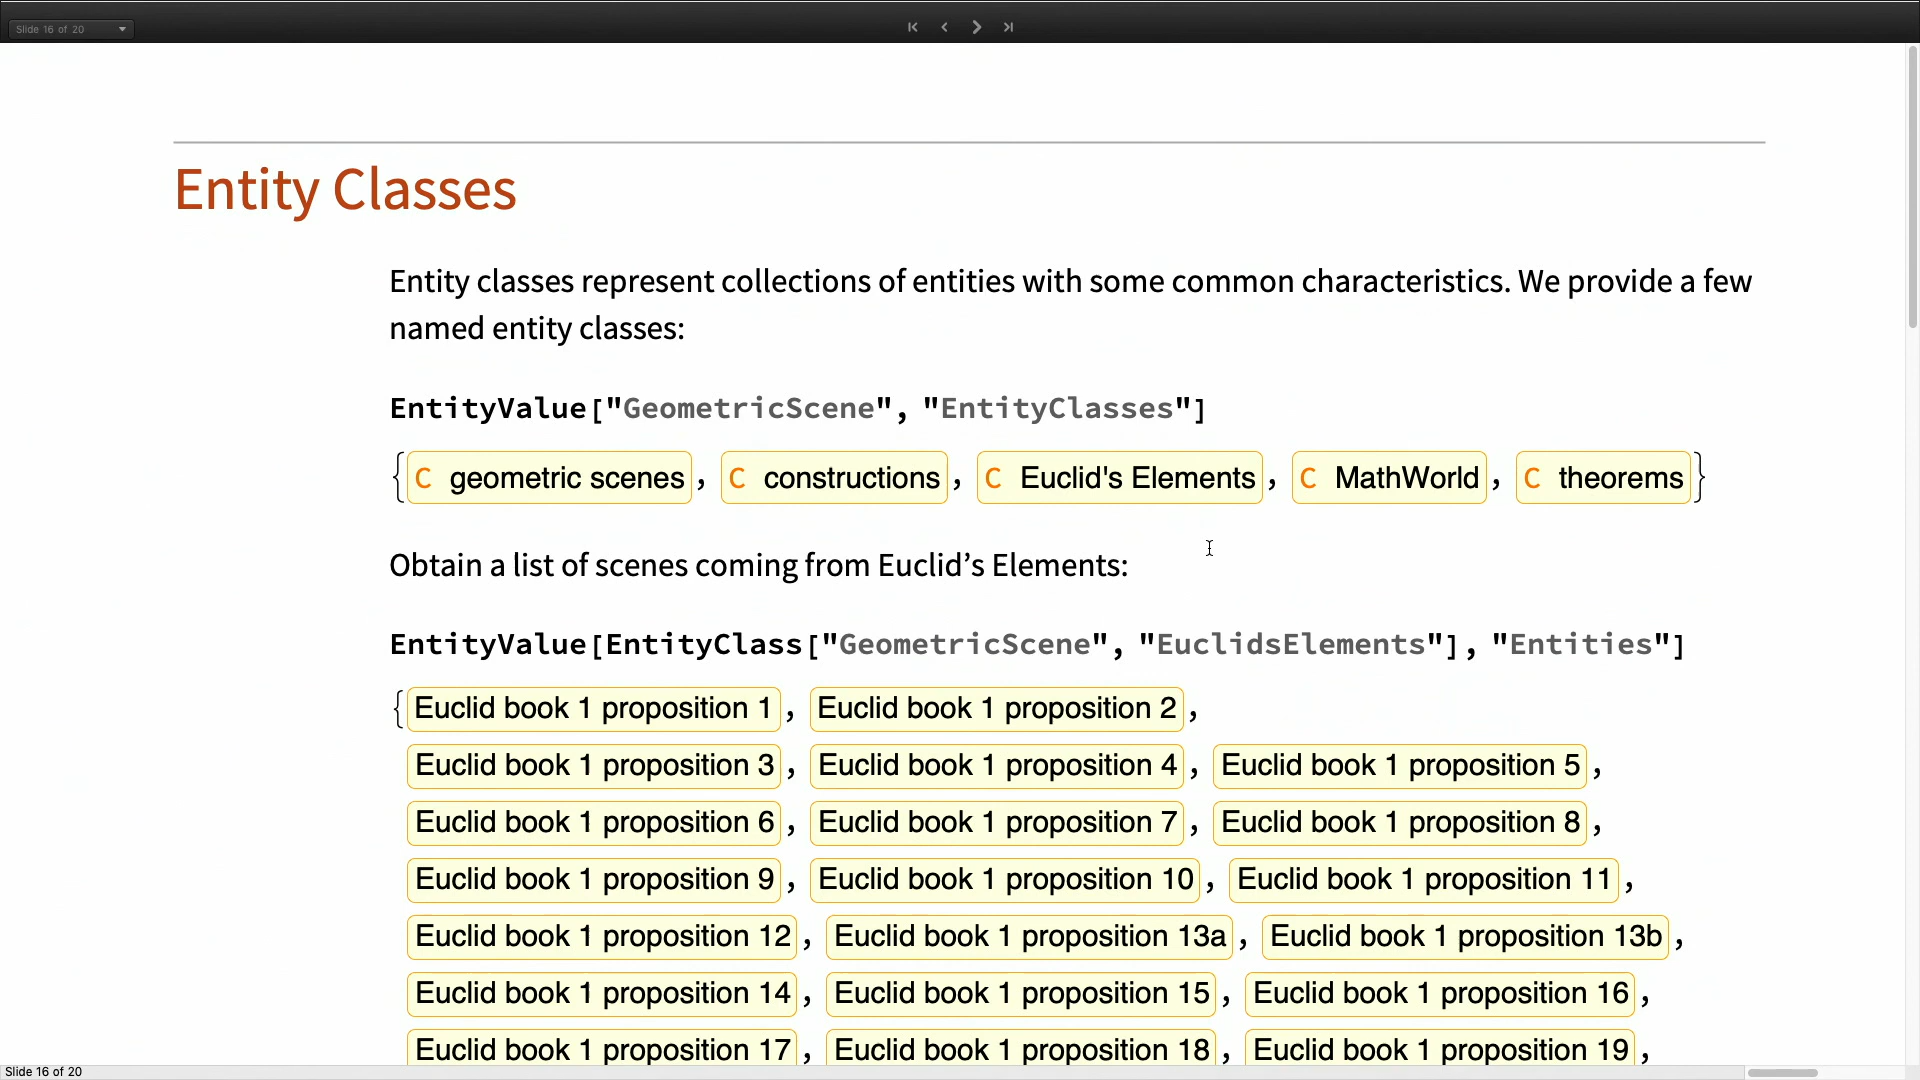 Slide 16 of 20
Entity Classes
Entity classes represent collections of entities with some common characteristics. We provide a few
named entity classes:
EntityValue["GeometricScene", "EntityClasses"]
{C geometric scenes, C constructions, C Euclid's Elements, C MathWorld, C theorems}
Obtain a list of scenes coming from Euclid’s Elements:
EntityValue[EntityClass["GeometricScene", "EuclidsElements"], "Entities"]
{Euclid book 1 proposition 1, Euclid book 1 proposition 2,
Euclid book 1 proposition 3, Euclid book 1 proposition 4, Euclid book 1 proposition 5,
Euclid book 1 proposition 6, Euclid book 1 proposition 7, Euclid book 1 proposition 8,
Euclid book 1 proposition 9, Euclid book 1 proposition 10, Euclid book 1 proposition 11,
Euclid book 1 proposition 12, Euclid book 1 proposition 13a, Euclid book 1 proposition 13b,
Euclid book 1 proposition 14, Euclid book 1 proposition 15, Euclid book 1 proposition 16,
Euclid book 1 proposition 17, Euclid book 1 proposition 18, Euclid book 1 proposition 19,
Slide 16 of 20